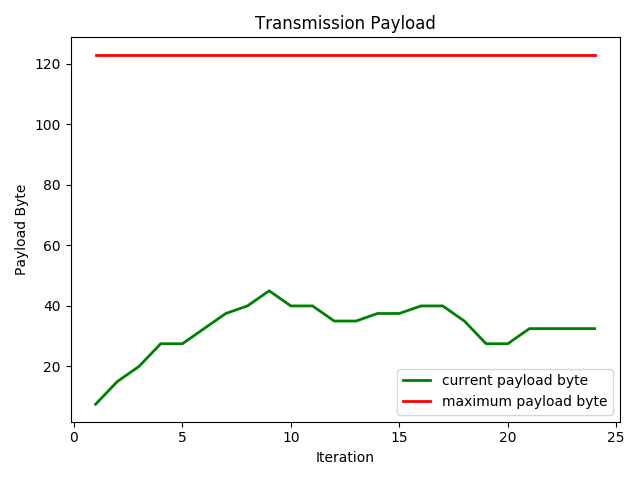 Transmission Payload
120
100
80
60
40
20
Payload Byte
current payload byte
maximum payload byte
0
5
10
15
20
25
Iteration